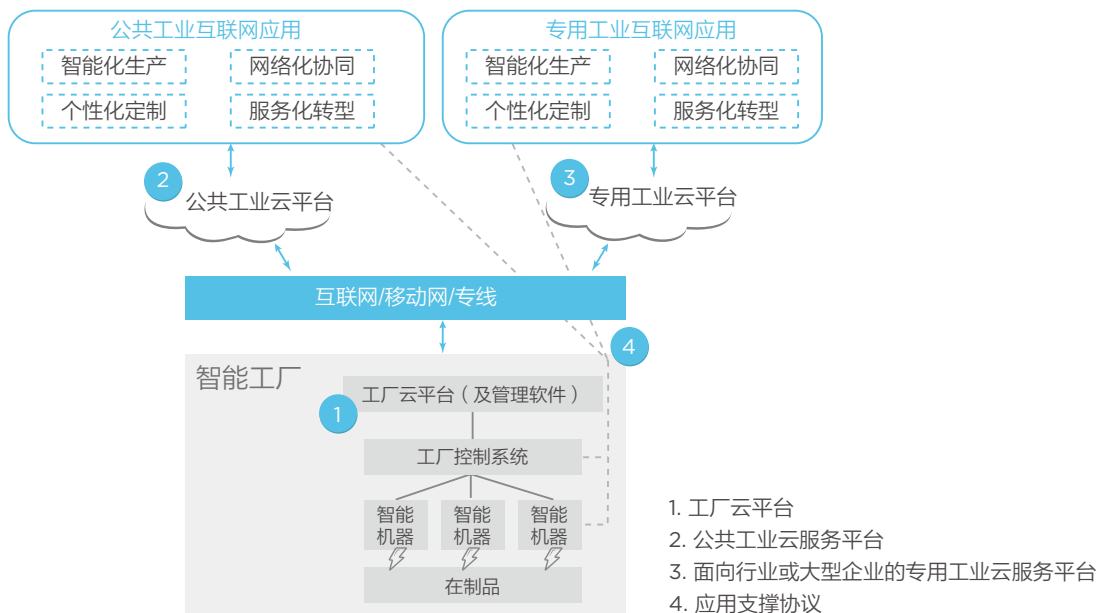 公共工业互联网应用
智能化生产
网络化协同
个性化定制
服务化转型
专用工业互联网应用
智能化生产
网络化协同
个性化定制
服务化转型
2
公共工业云平台
3
专用工业云平台
互联网/移动网/专线
4
智能工厂
工厂云平台（及管理软件）
1
工厂控制系统
智能
机器
智能
机器
智能
机器
在制品
1. 工厂云平台
2. 公共工业云服务平台
3. 面向行业或大型企业的专用工业云服务平台
4. 应用支撑协议